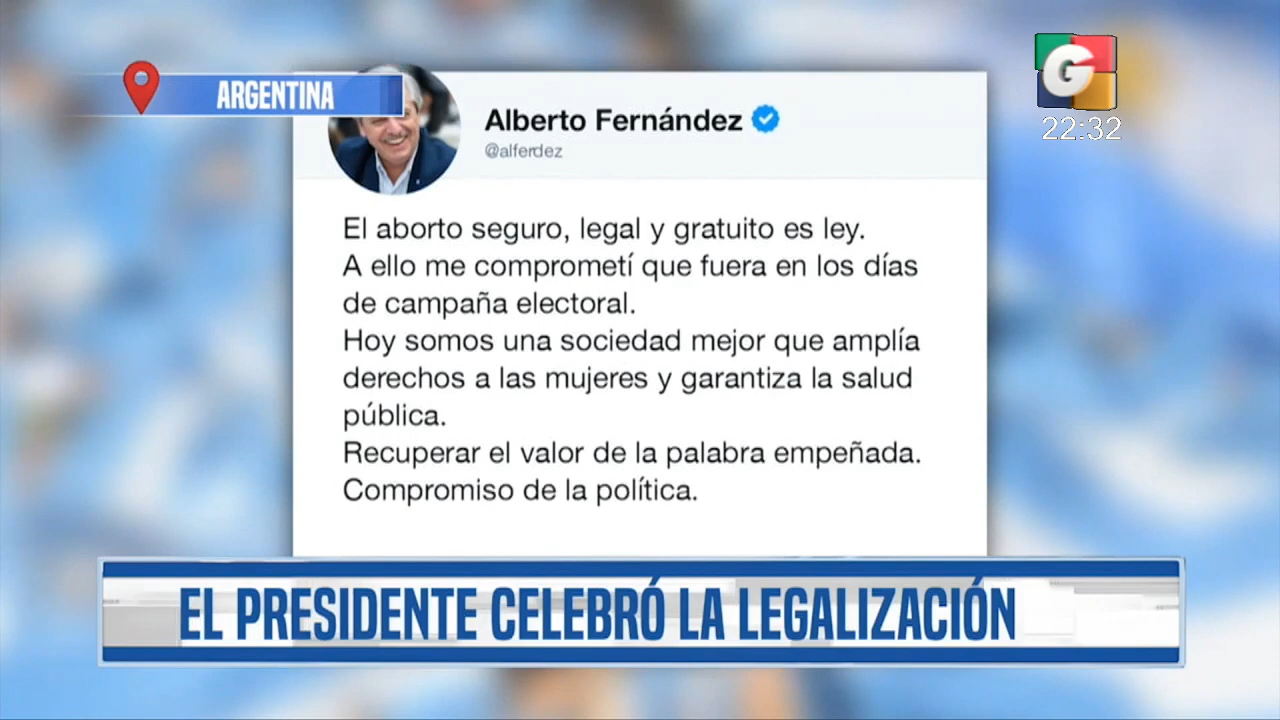 ARGENTINA
G
22:32
Alberto Fernández
@alferdez
El aborto seguro, legal y gratuito es ley.
A ello me comprometí que fuera en los días
de campaña electoral.
Hoy somos una sociedad mejor que amplía
derechos a las mujeres y garantiza la salud
pública.
Recuperar el valor de la palabra empeñada.
Compromiso de la política.
EL PRESIDENTE CELEBRÓ LA LEGALIZACIÓN